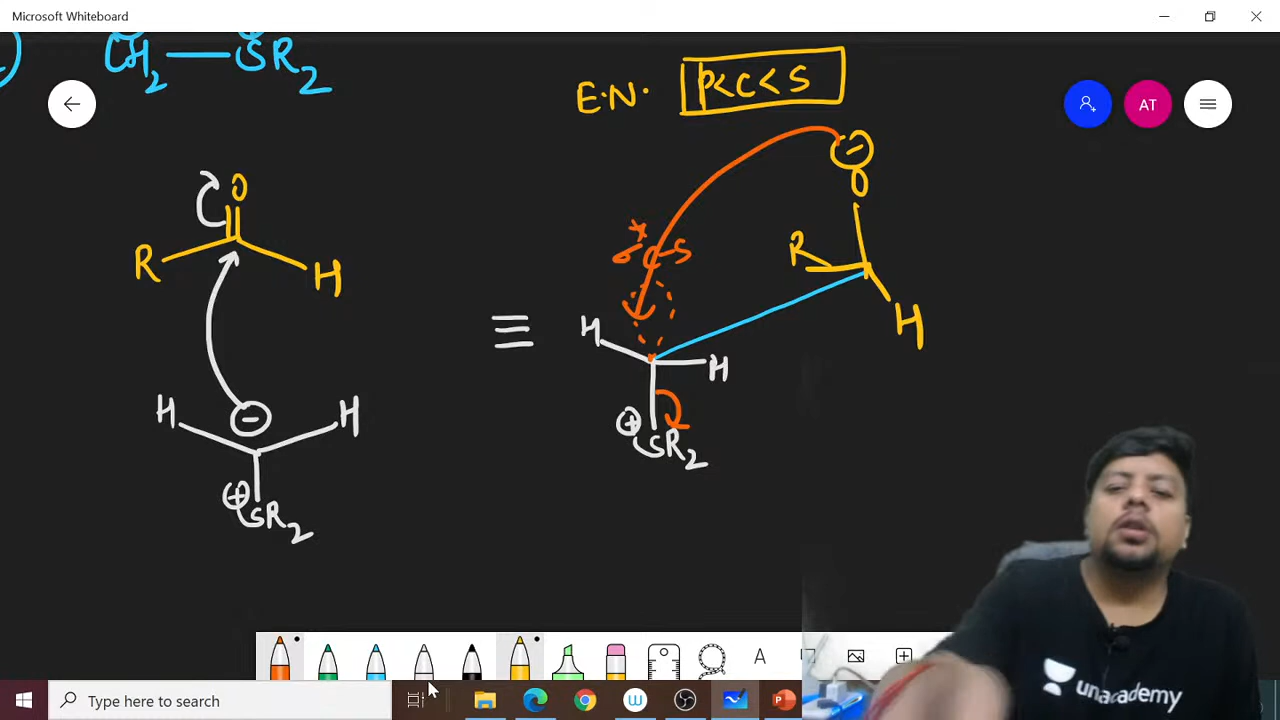 Microsoft Whiteboard
CH2 — SR2
E.N. P<C<S
AT
O
R
H
H
H
SR2
≡
σ* C-S
H
H
SR2
O
R
H
A
unacademy
Type here to search